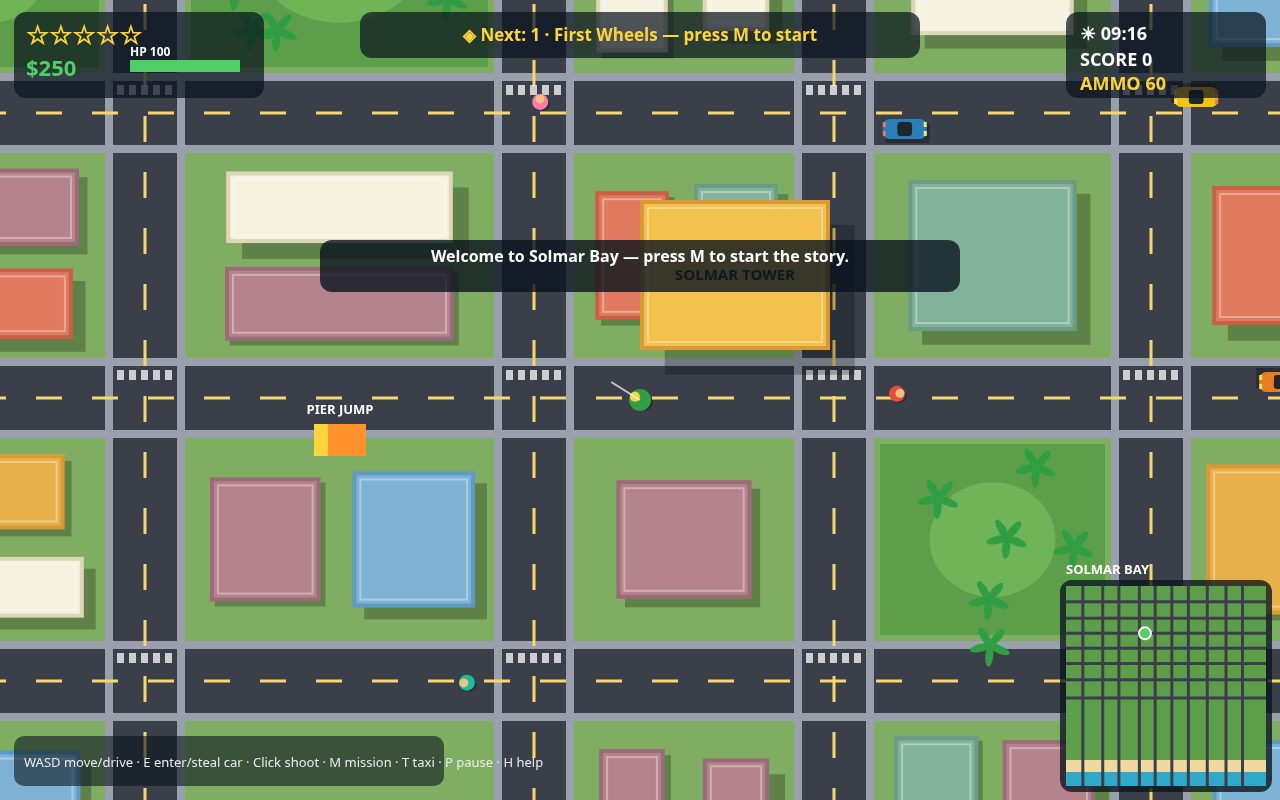 ☆☆☆☆☆
HP 100
$250
◈ Next: 1 · First Wheels — press M to start
☀ 09:16
SCORE 0
AMMO 60
Welcome to Solmar Bay — press M to start the story.
SOLMAR TOWER
PIER JUMP
SOLMAR BAY
WASD move/drive · E enter/steal car · Click shoot · M mission · T taxi · P pause · H help